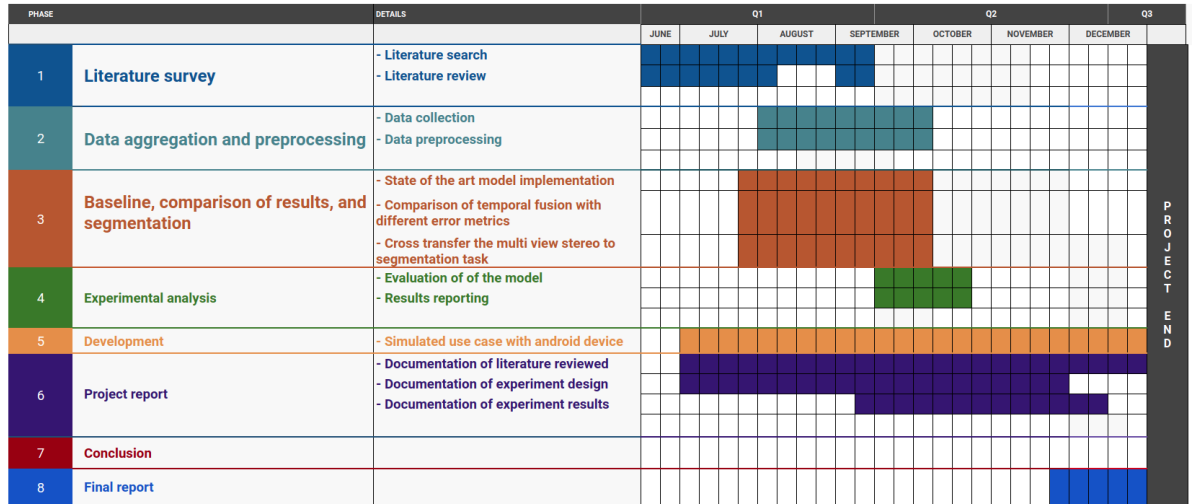 PHASE DETAILS Q1 Q2 Q3
JUNE JULY AUGUST SEPTEMBER OCTOBER NOVEMBER DECEMBER
1 Literature survey
- Literature search
- Literature review
2 Data aggregation and preprocessing
- Data collection
- Data preprocessing
3 Baseline, comparison of results, and
segmentation
- State of the art model implementation
- Comparison of temporal fusion with
different error metrics
- Cross transfer the multi view stereo to
segmentation task
4 Experimental analysis
- Evaluation of of the model
- Results reporting
5 Development
- Simulated use case with android device
6 Project report
- Documentation of literature reviewed
- Documentation of experiment design
- Documentation of experiment results
7 Conclusion
8 Final report
PROJECT END